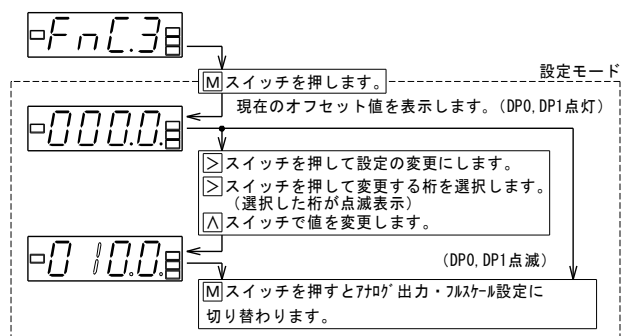 FnC.3
設定モード
Mスイッチを押します。
現在のオフセット値を表示します。(DP0,DP1点灯)
000.0.
>スイッチを押して設定の変更にします。
>スイッチを押して変更する桁を選択します。
(選択した桁が点滅表示)
∧スイッチで値を変更します。
010.0.
(DP0,DP1点滅)
Mスイッチを押すとアナログ出力・フルスケール設定に
切り替わります。